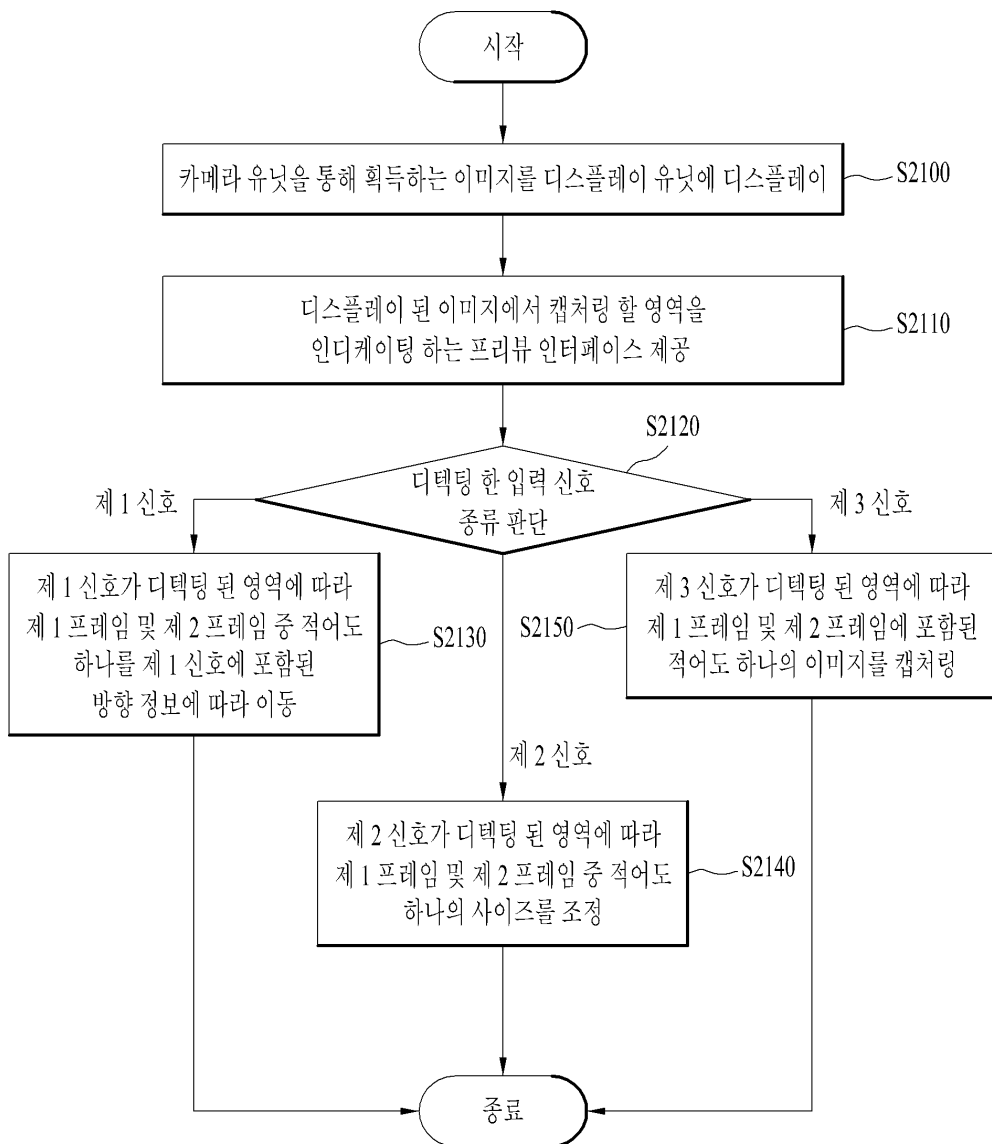 시작
카메라 유닛을 통해 획득하는 이미지를 디스플레이 유닛에 디스플레이
S2100
디스플레이 된 이미지에서 캡처링 할 영역을
인디케이팅 하는 프리뷰 인터페이스 제공
S2110
S2120
디텍팅 한 입력 신호
종류 판단
제 1 신호
제 3 신호
제 1 신호가 디텍팅 된 영역에 따라
제 1 프레임 및 제 2 프레임 중 적어도
하나를 제 1 신호에 포함된
방향 정보에 따라 이동
S2130
S2150
제 3 신호가 디텍팅 된 영역에 따라
제 1 프레임 및 제 2 프레임에 포함된
적어도 하나의 이미지를 캡처링
제 2 신호
제 2 신호가 디텍팅 된 영역에 따라
제 1 프레임 및 제 2 프레임 중 적어도
하나의 사이즈를 조정
S2140
종료